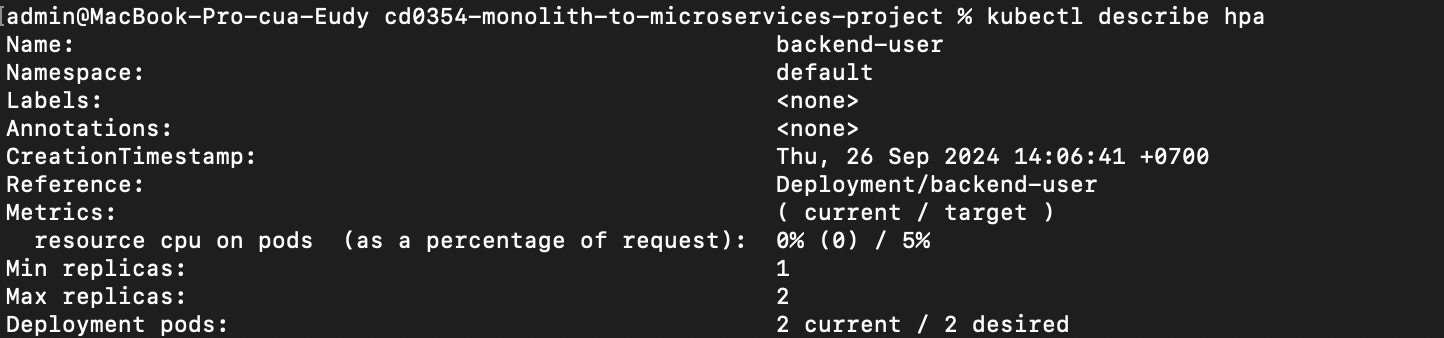 [admin@MacBook-Pro-cua-Eudy cd0354-monolith-to-microservices-project % kubectl describe hpa
Name: backend-user
Namespace: default
Labels: <none>
Annotations: <none>
CreationTimestamp: Thu, 26 Sep 2024 14:06:41 +0700
Reference: Deployment/backend-user
Metrics: ( current / target )
  resource cpu on pods  (as a percentage of request): 0% (0) / 5%
Min replicas: 1
Max replicas: 2
Deployment pods: 2 current / 2 desired